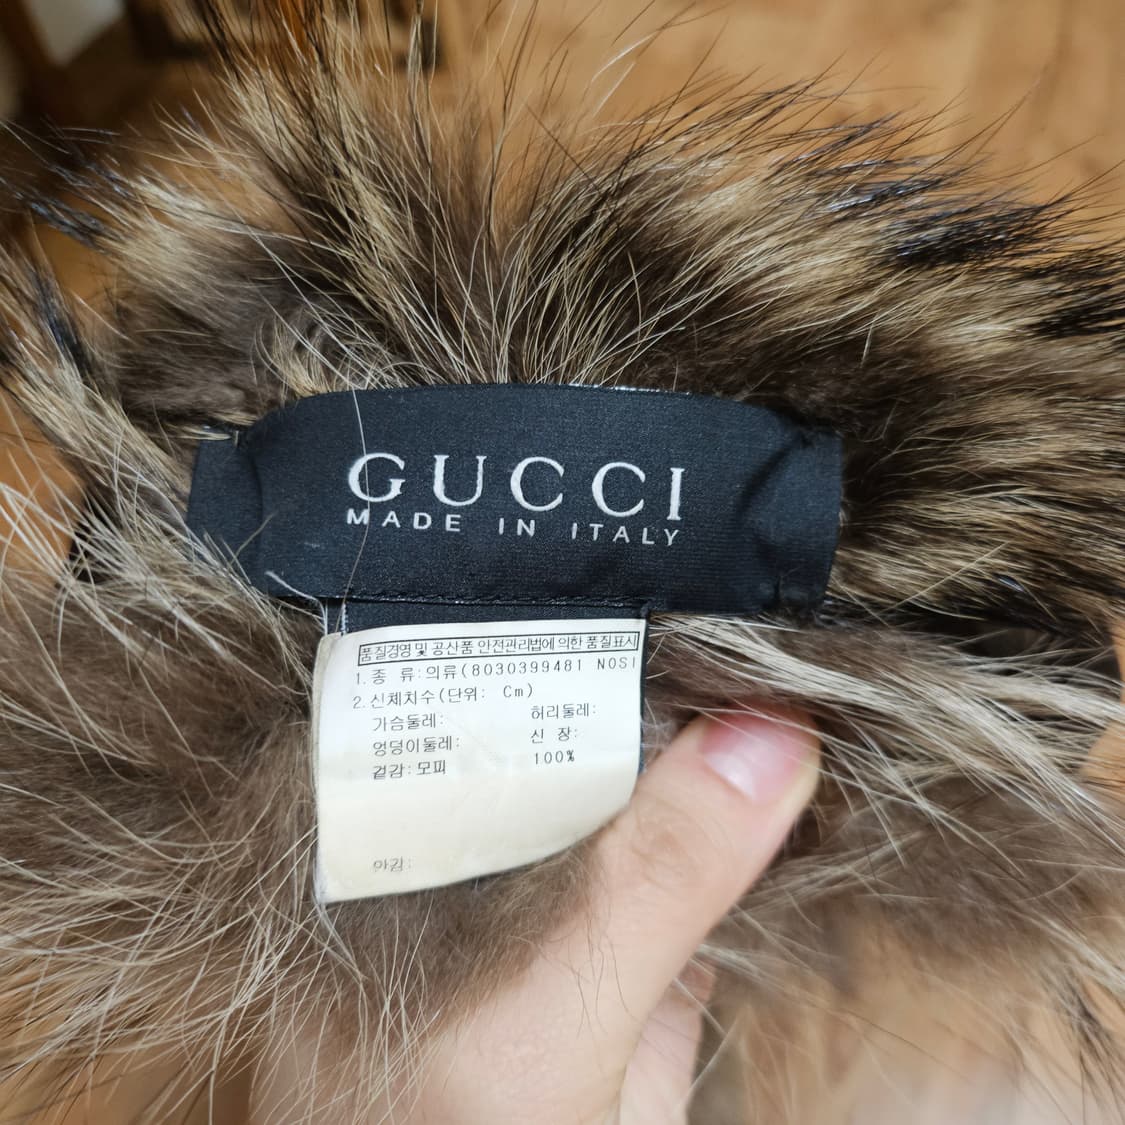 GUCCI
MADE IN ITALY
품질경영 및 공산품 안전관리법에 의한 품질표시
1.종 류:의류(8030399481 NOSI
2.신체치수(단위: Cm)
가슴둘레: 허리둘레:
엉덩이둘레: 신 장:
겉감:모피 100%
안감: